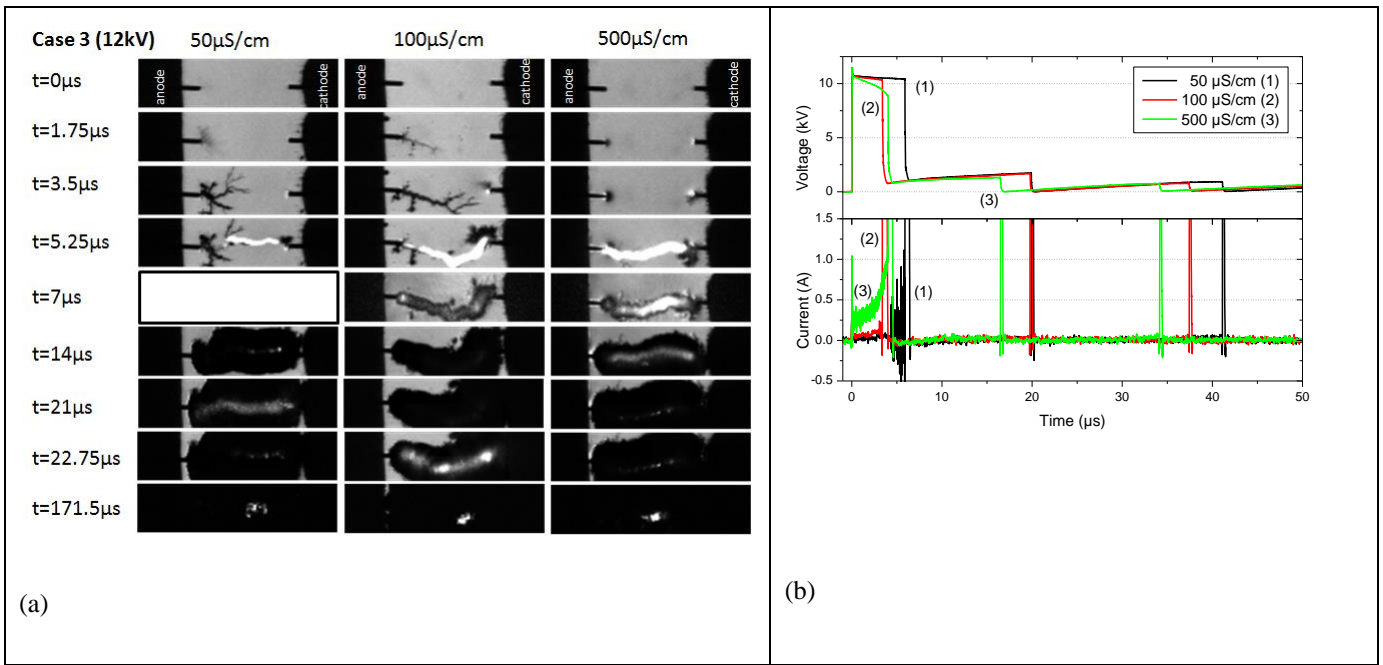 Case 3 (12kV) 50µS/cm 100µS/cm 500µS/cm
t=0µs anode cathode anode cathode anode cathode
t=1.75µs
t=3.5µs
t=5.25µs
t=7µs
t=14µs
t=21µs
t=22.75µs
t=171.5µs
(a)
10
5
0
Voltage (kV)
(1)
(2)
(3)
50 µS/cm (1)
100 µS/cm (2)
500 µS/cm (3)
1.5
1.0
0.5
0.0
-0.5
Current (A)
(2)
(3)
(1)
0 10 20 30 40 50
Time (µs)
(b)